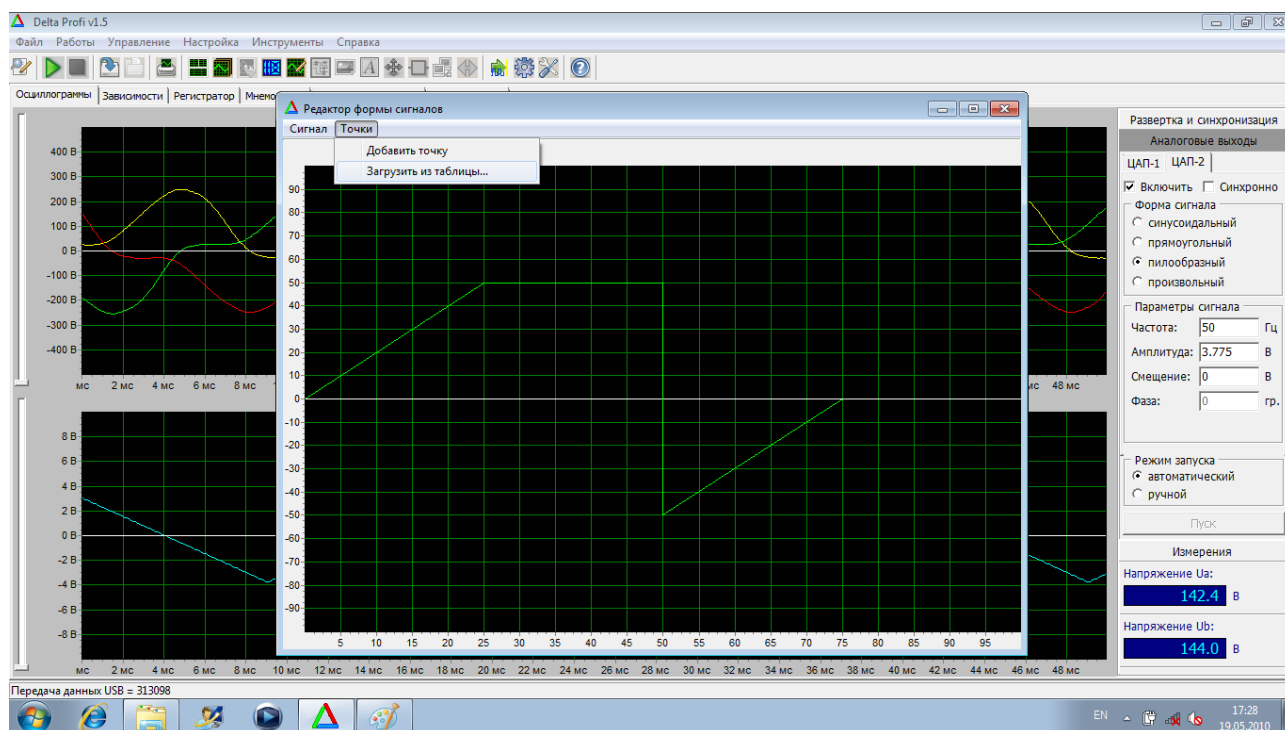 Delta Profi v1.5
Файл Работы Управление Настройка Инструменты Справка
Осциллограммы Зависимости Регистратор
Редактор формы сигналов
Сигнал Точки
Добавить точку
Загрузить из таблицы...
400 В
300 В
200 В
100 В
0 В
-100 В
-200 В
-300 В
-400 В
мс 2 мс 4 мс 6 мс 8 мс
48 мс
8 В
6 В
4 В
2 В
0 В
-2 В
-4 В
-6 В
-8 В
мс 2 мс 4 мс 6 мс 8 мс 10 мс 12 мс 14 мс 16 мс 18 мс 20 мс 22 мс 24 мс 26 мс 28 мс 30 мс 32 мс 34 мс 36 мс 38 мс 40 мс 42 мс 44 мс 46 мс 48 мс
90
80
70
60
50
40
30
20
10
0
-10
-20
-30
-40
-50
-60
-70
-80
-90
5 10 15 20 25 30 35 40 45 50 55 60 65 70 75 80 85 90 95
Развертка и синхронизация
Аналоговые выходы
ЦАП-1 ЦАП-2
Включить Синхронно
Форма сигнала
синусоидальный
прямоугольный
пилообразный
произвольный
Параметры сигнала
Частота: 50 Гц
Амплитуда: 3.775 В
Смещение: 0 В
Фаза: 0 гр.
Режим запуска
автоматический
ручной
Пуск
Измерения
Напряжение Ua:
142.4 В
Напряжение Ub:
144.0 В
Передача данных USB = 313098
EN
17:28
19.05.2010